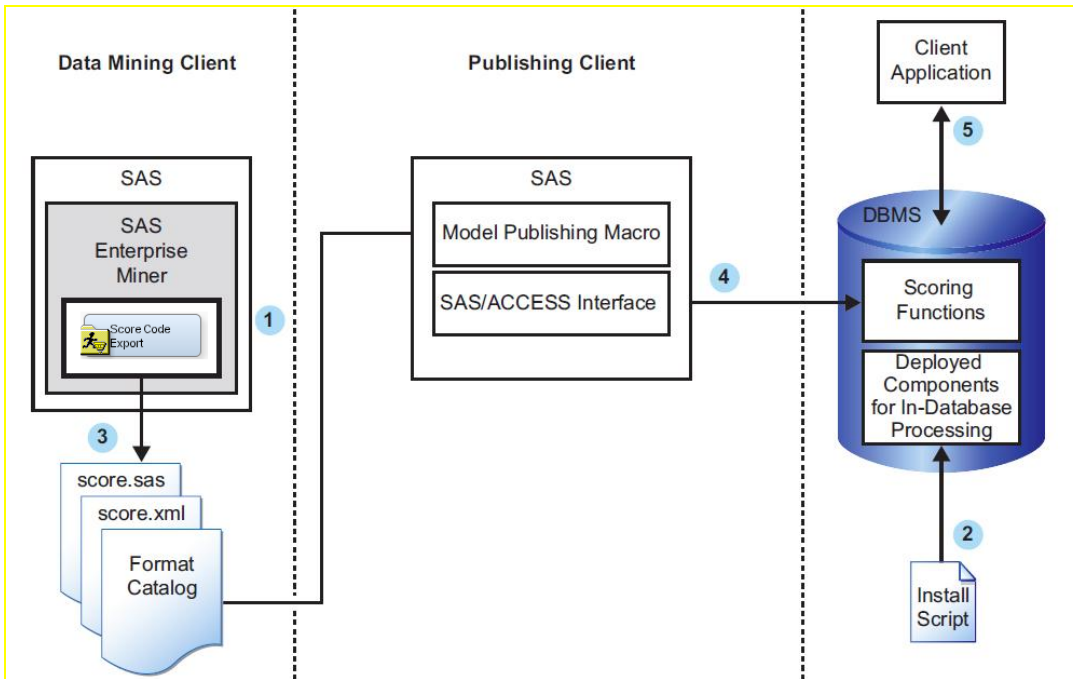 Data Mining Client
SAS
SAS
Enterprise
Miner
Score Code
Export
1
3
score.sas
score.xml
Format
Catalog
Publishing Client
SAS
Model Publishing Macro
SAS/ACCESS Interface
4
Client
Application
5
DBMS
Scoring
Functions
Deployed
Components
for In-Database
Processing
2
Install
Script